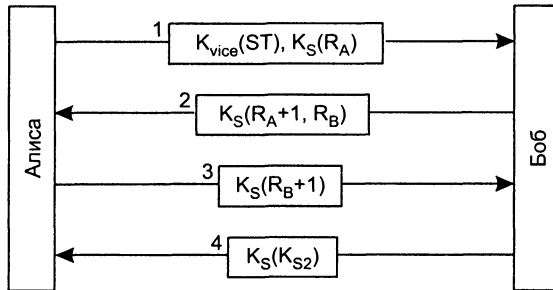 Алиса
1
K_vice(ST), K_S(R_A)
2
K_S(R_A+1, R_B)
3
K_S(R_B+1)
4
K_S(K_S2)
Боб